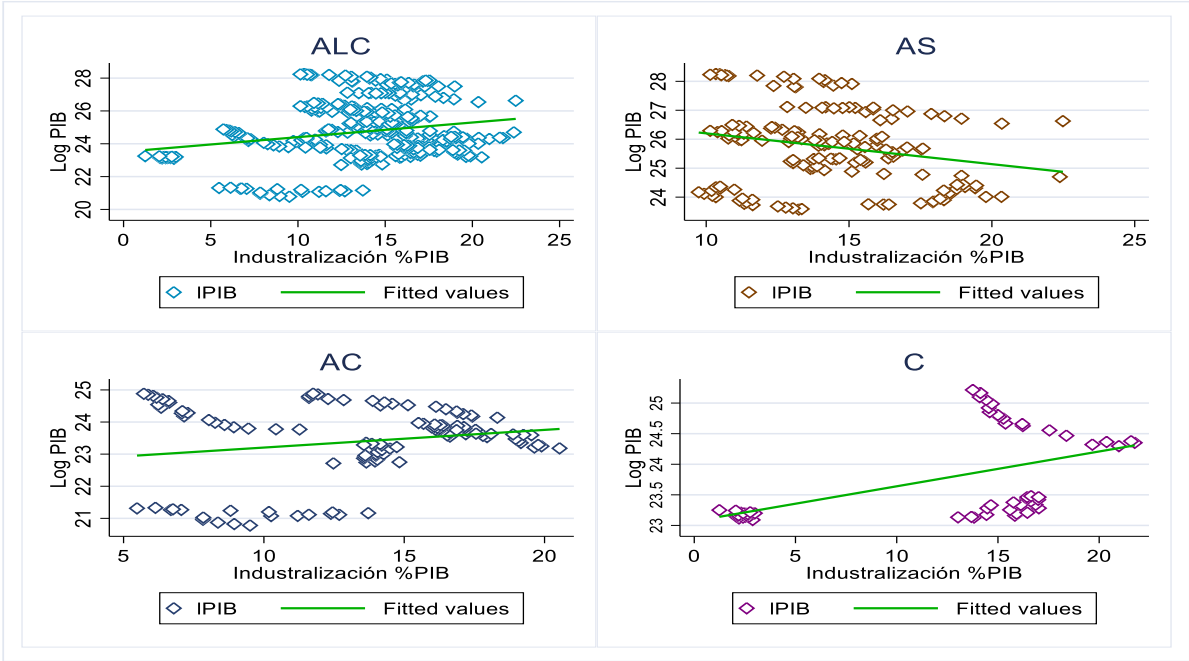 ALC
Log PIB
28
26
24
22
20
0 5 10 15 20 25
Industralización %PIB
IPIB Fitted values
AS
Log PIB
28
27
26
25
24
10 15 20 25
Industralización %PIB
IPIB Fitted values
AC
Log PIB
25
24
23
22
21
5 10 15 20
Industralización %PIB
IPIB Fitted values
C
Log PIB
25
24.5
24
23.5
23
0 5 10 15 20
Industralización %PIB
IPIB Fitted values